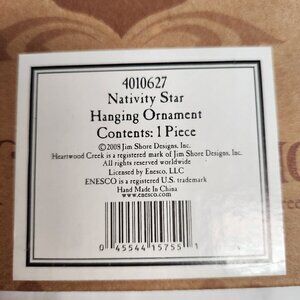 4010627
Nativity Star
Hanging Ornament
Contents: 1 Piece
©2008 Jim Shore Designs, Inc.
Heartwood Creek is a registered mark of Jim Shore Designs, Inc.
All rights reserved worldwide
Licensed by Enesco, LLC
ENESCO is a registered U.S. trademark
Hand Made In China
www.enesco.com
0 45544 15755 1